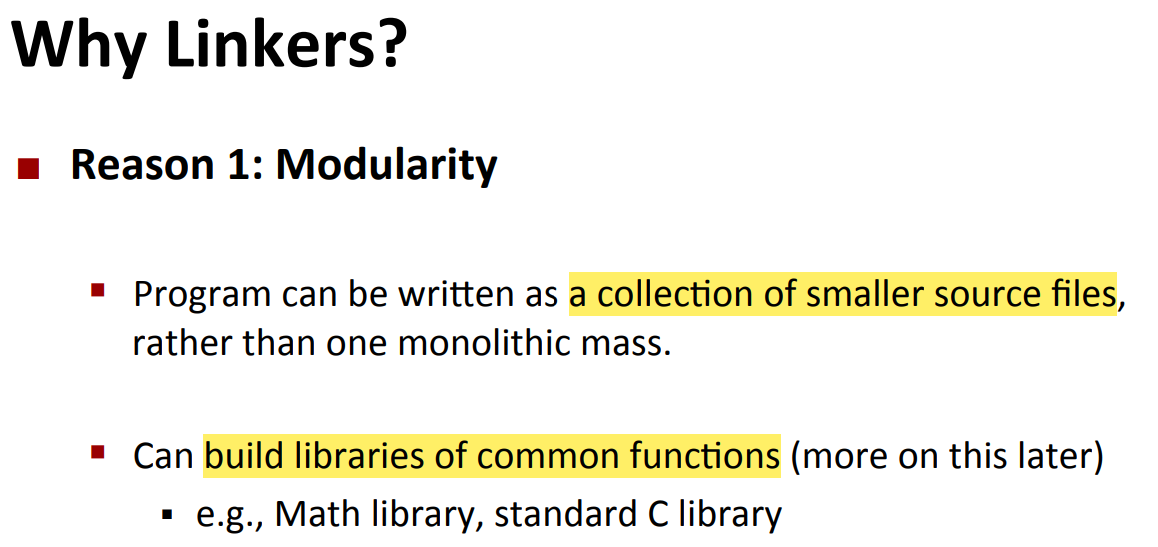 Why Linkers?
Reason 1: Modularity
Program can be written as a collection of smaller source files,
rather than one monolithic mass.
Can build libraries of common functions (more on this later)
e.g., Math library, standard C library